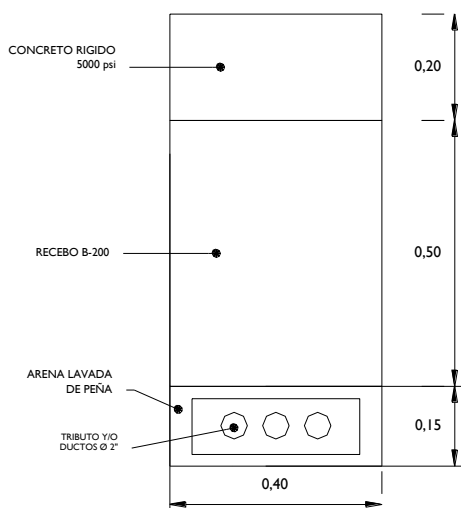 CONCRETO RIGIDO
5000 psi
0,20
RECEBO B-200
0,50
ARENA LAVADA
DE PEÑA
TRIBUTO Y/O
DUCTOS Ø 2"
0,15
0,40